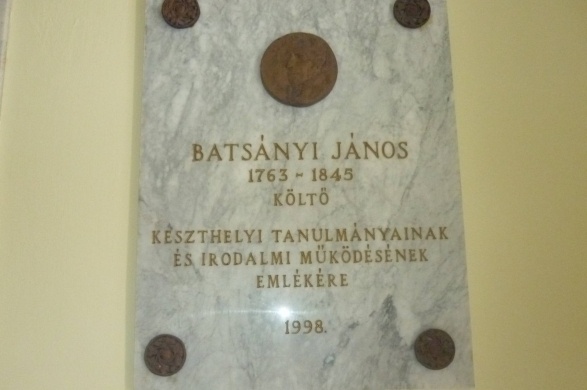 BATSÁNYI JÁNOS
1763 - 1845
KÖLTŐ
KESZTHELYI TANULMÁNYAINAK
ÉS IRODALMI MŰKÖDÉSÉNEK
EMLÉKÉRE
1998.